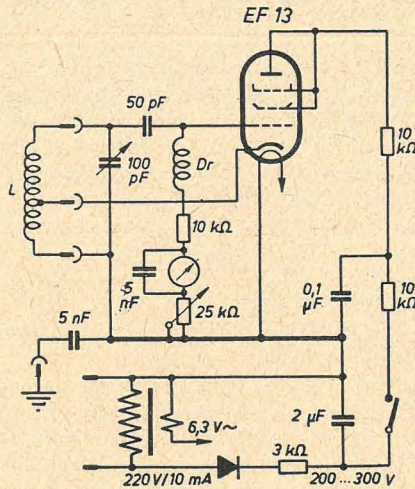 EF 13
50 pF
L
100
pF
Dr
10
kΩ
10 kΩ
5
nF
25 kΩ
0,1
µF
10
kΩ
5 nF
6,3 V~
2 µF
3 kΩ
220 V/10 mA
200 ... 300 V